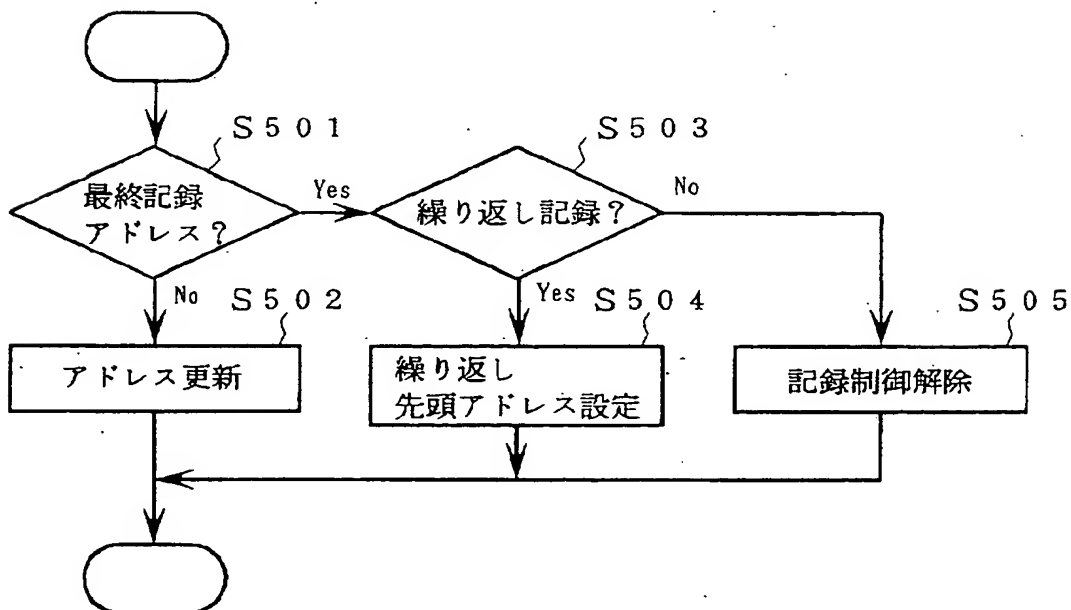 S501
最終記録
アドレス?
Yes
S503
繰り返し記録?
No
No
S502
アドレス更新
Yes
S504
繰り返し
先頭アドレス設定
S505
記録制御解除